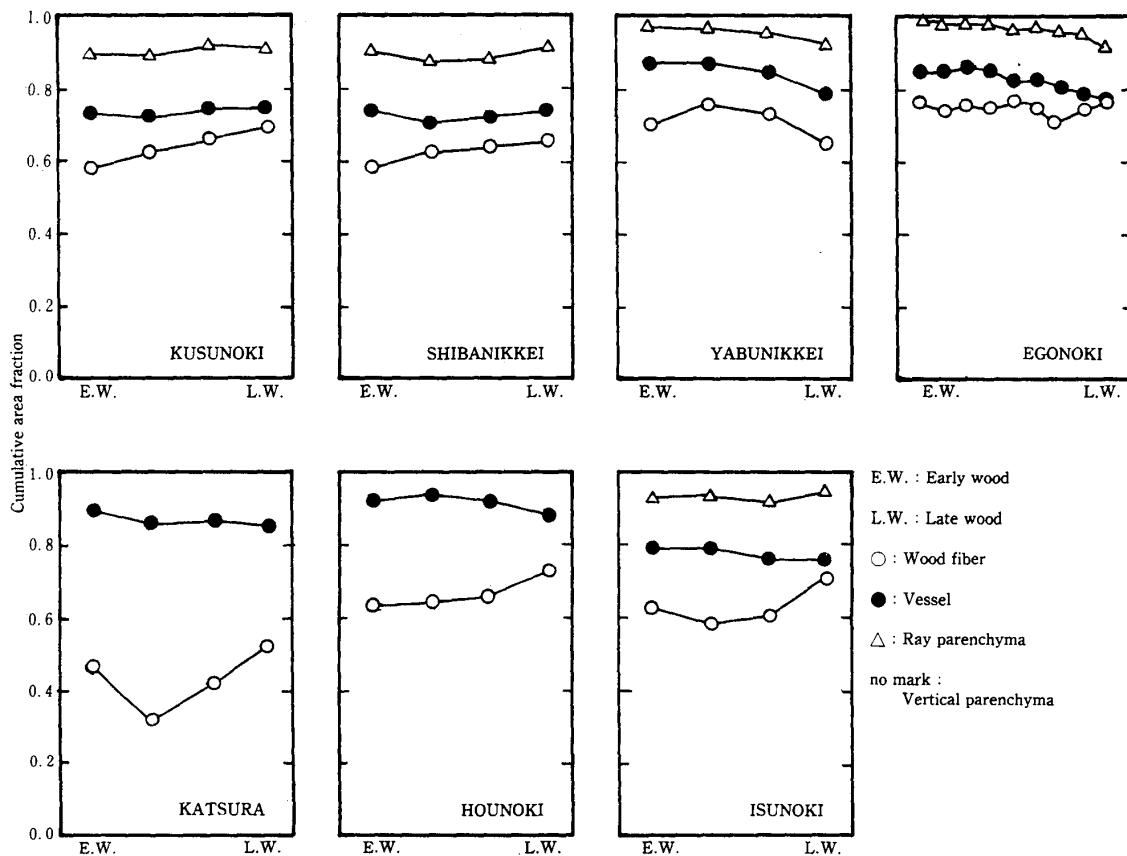 Cumulative area fraction
1.0
0.8
0.6
0.4
0.2
0.0
KUSUNOKI
E.W.
L.W.
SHIBANIKKEI
E.W.
L.W.
YABUNIKKEI
E.W.
L.W.
EGONOKI
E.W.
L.W.
1.0
0.8
0.6
0.4
0.2
0.0
KATSURA
E.W.
L.W.
HOUNOKI
E.W.
L.W.
ISUNOKI
E.W.
L.W.
E.W. : Early wood
L.W. : Late wood
○ : Wood fiber
● : Vessel
△ : Ray parenchyma
no mark :
Vertical parenchyma